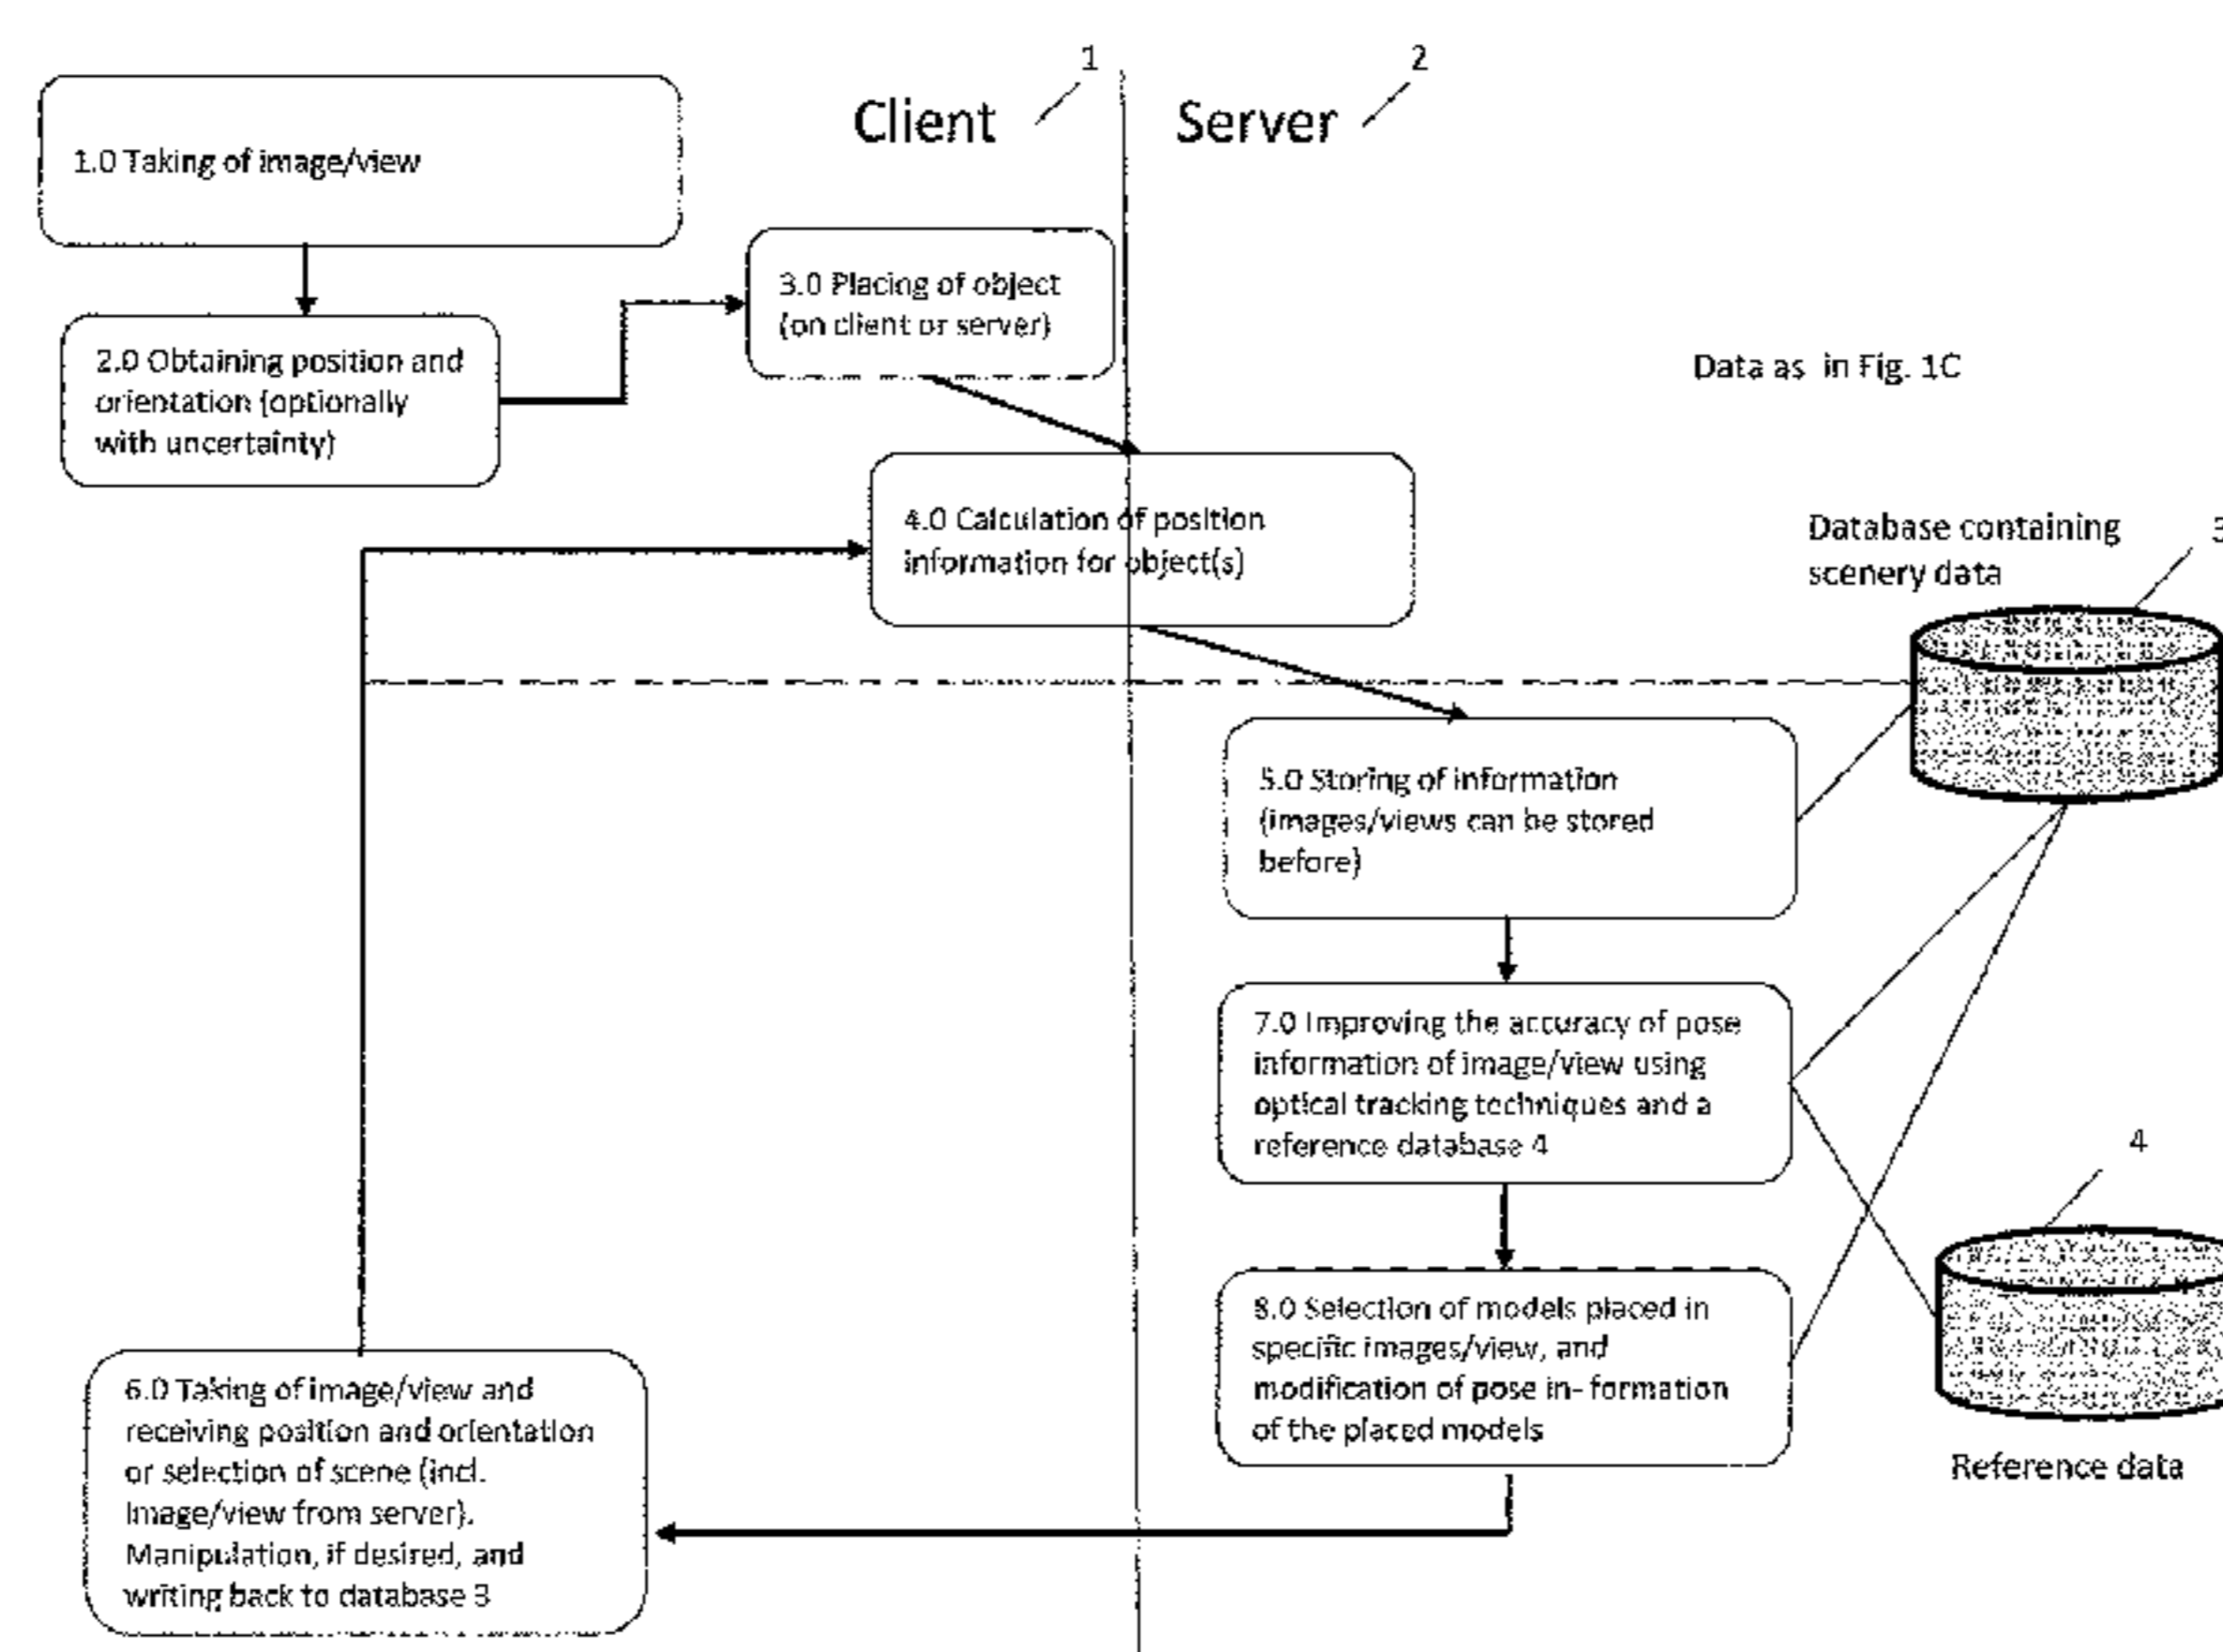 1
2
Client
Server
1.0 Taking of image/view
3.0 Placing of object
(on client or server)
2.0 Obtaining position and
orientation (optionally
with uncertainty)
Data as in Fig. 1C
4.0 Calculation of position
information for object(s)
Database containing
scenery data
3
5.0 Storing of information
(images/views can be stored
before)
7.0 Improving the accuracy of pose
information of image/view using
optical tracking techniques and a
reference database 4
4
8.0 Selection of models placed in
specific images/view, and
modification of pose in- formation
of the placed models
Reference data
6.0 Taking of image/view and
receiving position and orientation
or selection of scene (incl.
Image/view from server).
Manipulation, if desired, and
writing back to database 3